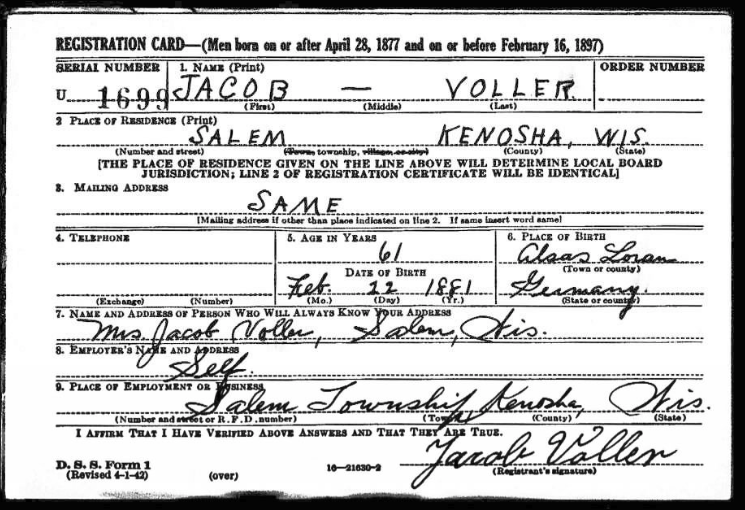 REGISTRATION CARD—(Men born on or after April 28, 1877 and on or before February 16, 1897)
SERIAL NUMBER 1. NAME (Print) ORDER NUMBER
U 1699 JACOB — VOLLER
(First) (Middle) (Last)
2 PLACE OF RESIDENCE (Print)
SALEM KENOSHA, WIS.
(Number and street) (Town, township, village, or city) (County) (State)
[THE PLACE OF RESIDENCE GIVEN ON THE LINE ABOVE WILL DETERMINE LOCAL BOARD
JURISDICTION; LINE 2 OF REGISTRATION CERTIFICATE WILL BE IDENTICAL]
3. MAILING ADDRESS
SAME
[Mailing address if other than place indicated on line 2. If same insert word same]
4. TELEPHONE 5. AGE IN YEARS 6. PLACE OF BIRTH
61 Alsas Loran
DATE OF BIRTH (Town or county)
Feb. 22 1881 Germany.
(Exchange) (Number) (Mo.) (Day) (Yr.) (State or country)
7. NAME AND ADDRESS OF PERSON WHO WILL ALWAYS KNOW YOUR ADDRESS
Mrs Jacob Voller, Salem, Wis.
8. EMPLOYER'S NAME AND ADDRESS
Self.
9. PLACE OF EMPLOYMENT OR BUSINESS
Salem Township, Kenosha, Wis.
(Number and street or R. F. D. number) (Town) (County) (State)
I AFFIRM THAT I HAVE VERIFIED ABOVE ANSWERS AND THAT THEY ARE TRUE.
Jacob Voller
D. S. S. Form 1
(Revised 4-1-42) (over) 16—21630-2 (Registrant's signature)